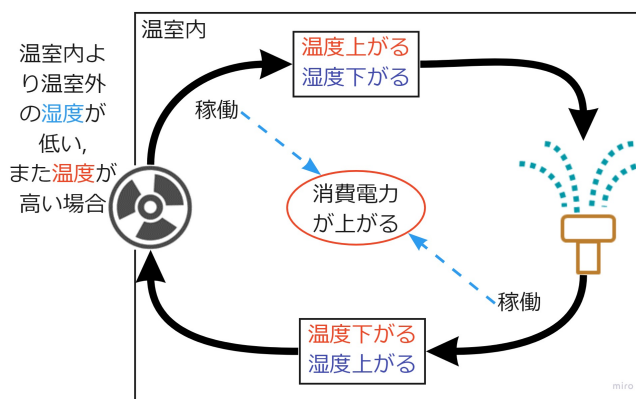 温室内
温室内よ
り温室外
の湿度が
低い,
また温度が
高い場合
温度上がる
湿度下がる
稼働
消費電力
が上がる
稼働
温度下がる
湿度上がる
miro